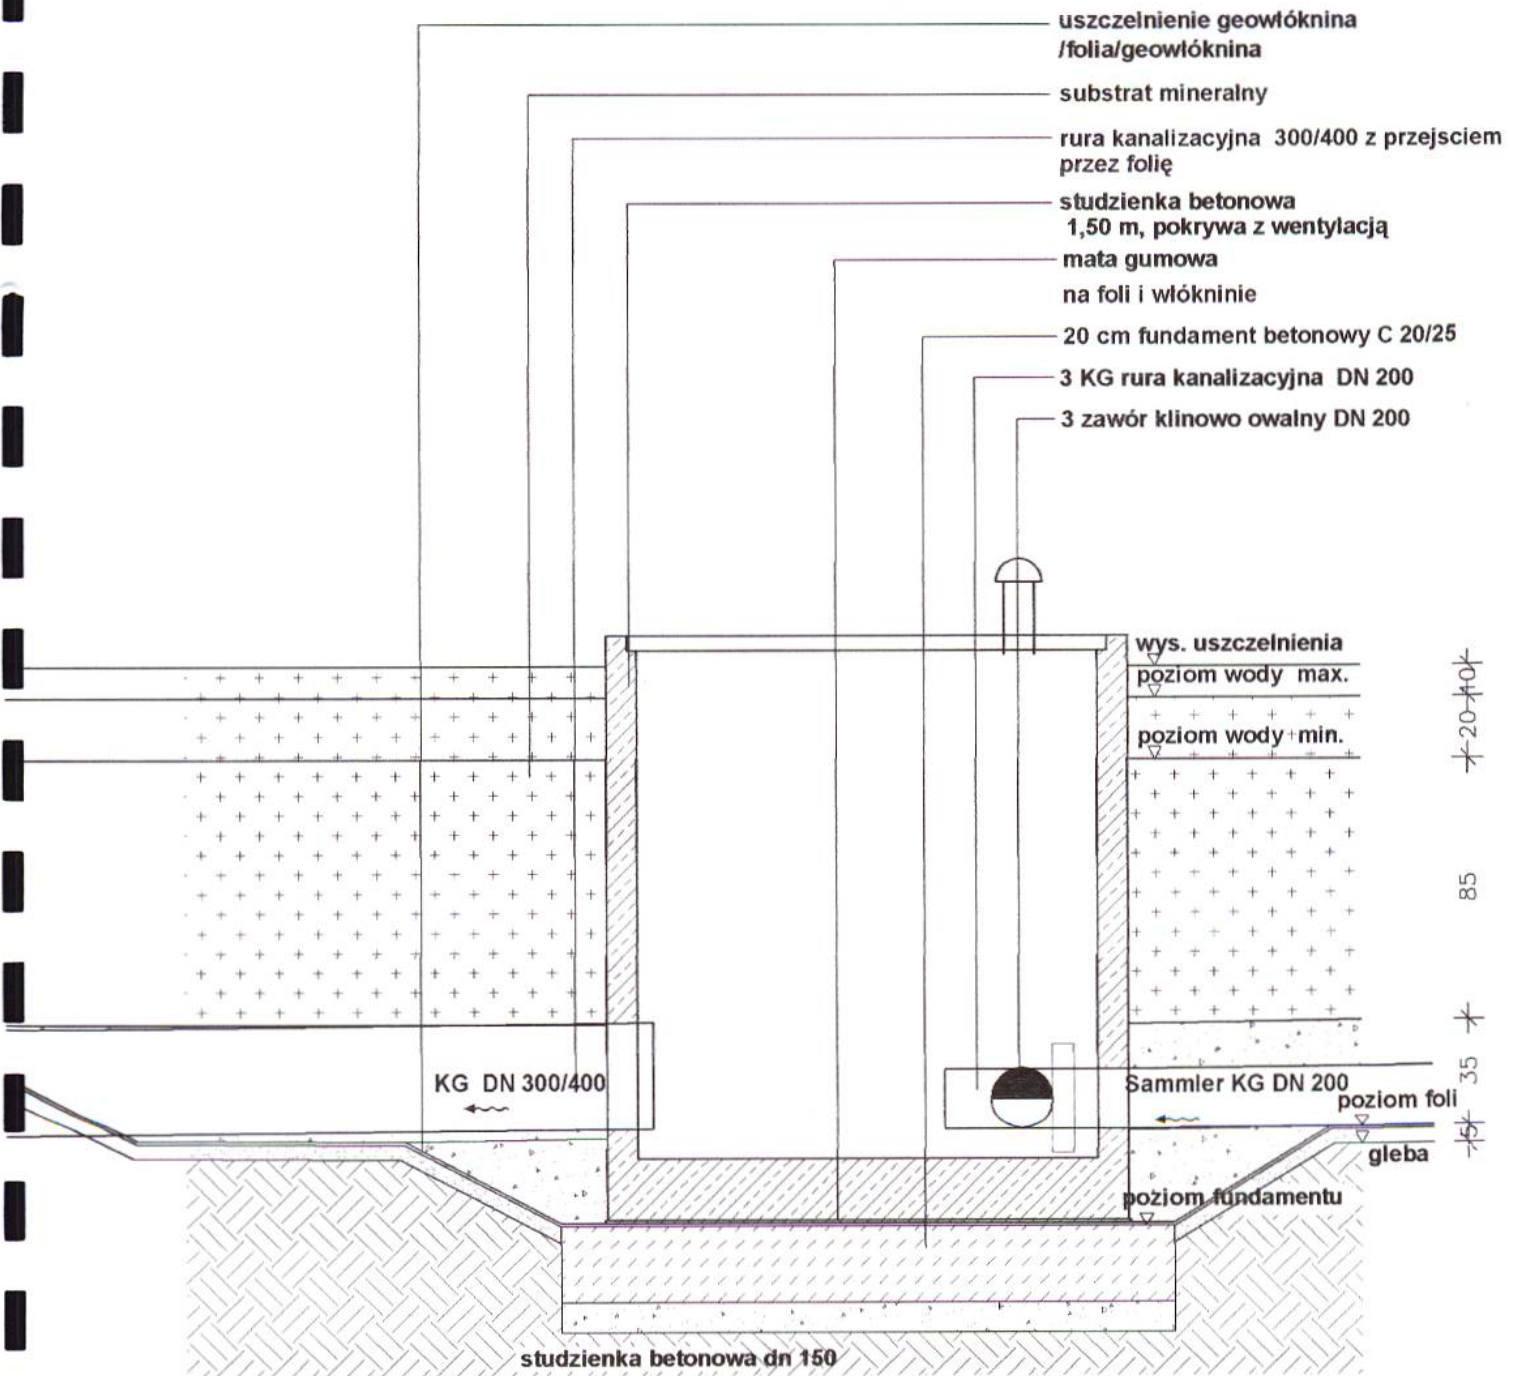 uszczelnienie geowłóknina
/folia/geowłóknina
substrat mineralny
rura kanalizacyjna 300/400 z przejsciem
przez folię
studzienka betonowa
1,50 m, pokrywa z wentylacją
mata gumowa
na foli i włókninie
20 cm fundament betonowy C 20/25
3 KG rura kanalizacyjna DN 200
3 zawór klinowo owalny DN 200
wys. uszczelnienia
poziom wody max.
10
20
poziom wody min.
85
KG DN 300/400
Sammler KG DN 200
35
poziom foli
5
gleba
poziom fundamentu
studzienka betonowa dn 150